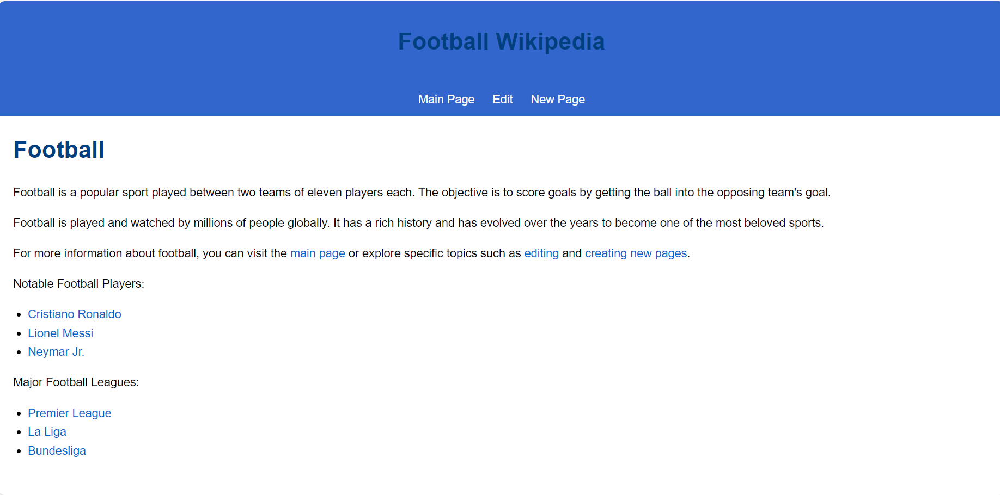 Football Wikipedia
Main Page Edit New Page
Football
Football is a popular sport played between two teams of eleven players each. The objective is to score goals by getting the ball into the opposing team's goal.
Football is played and watched by millions of people globally. It has a rich history and has evolved over the years to become one of the most beloved sports.
For more information about football, you can visit the main page or explore specific topics such as editing and creating new pages.
Notable Football Players:
Cristiano Ronaldo
Lionel Messi
Neymar Jr.
Major Football Leagues:
Premier League
La Liga
Bundesliga